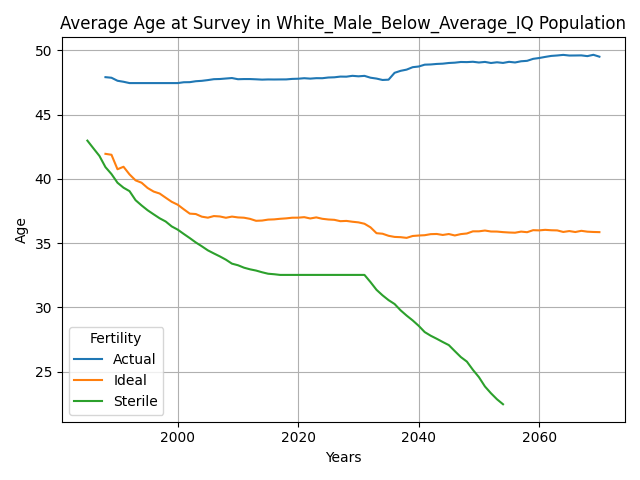 Average Age at Survey in White_Male_Below_Average_IQ Population
50
45
40
35
30
25
Age
Fertility
Actual
Ideal
Sterile
2000
2020
2040
2060
Years